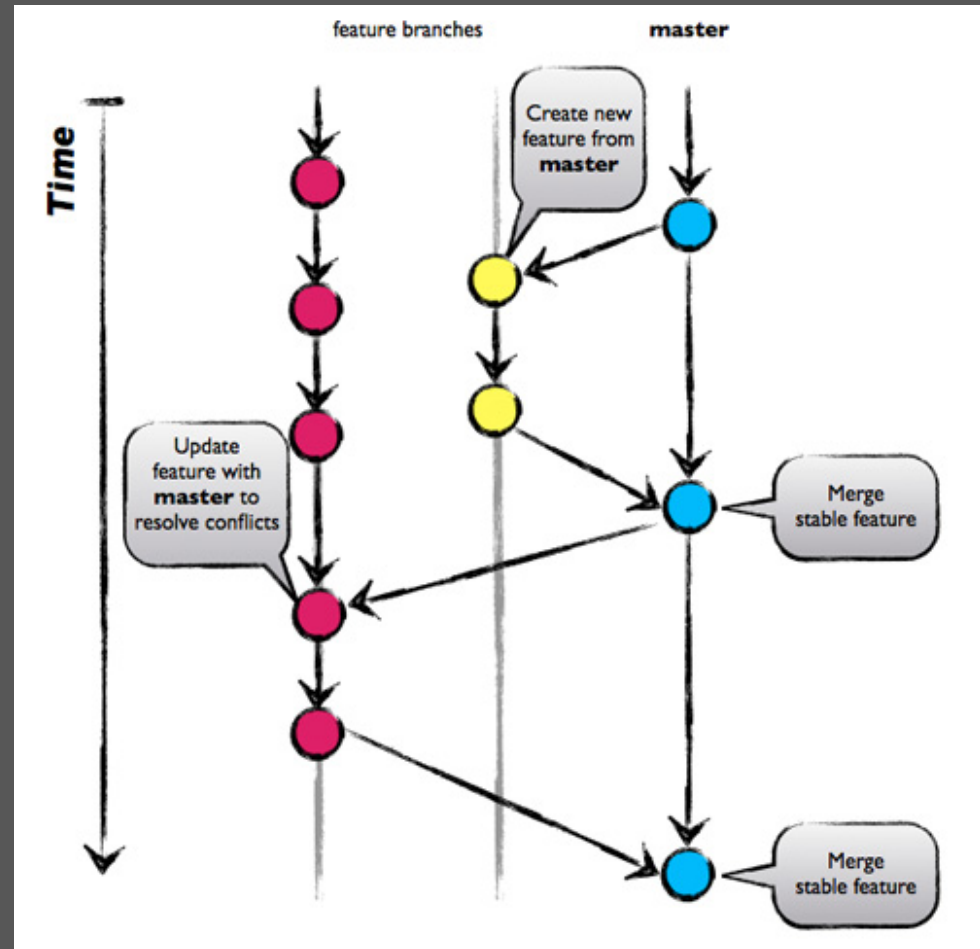 feature branches
master
Time
Create new
feature from
master
Update
feature with
master to
resolve conflicts
Merge
stable feature
Merge
stable feature